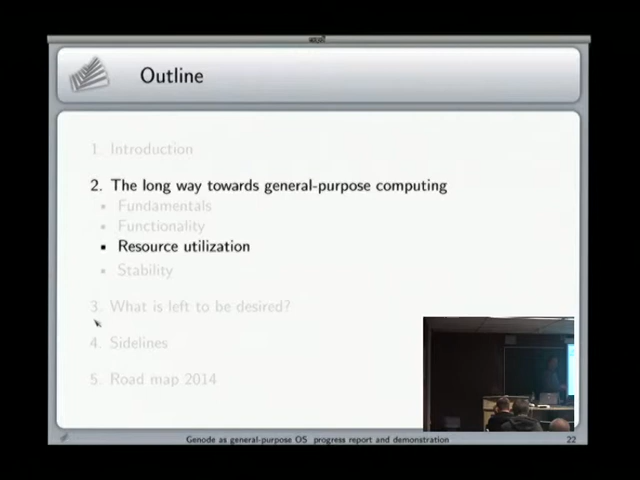 Outline
1. Introduction
2. The long way towards general-purpose computing
Fundamentals
Functionality
Resource utilization
Stability
3. What is left to be desired?
4. Sidelines
5. Road map 2014
Genode as general-purpose OS progress report and demonstration
22